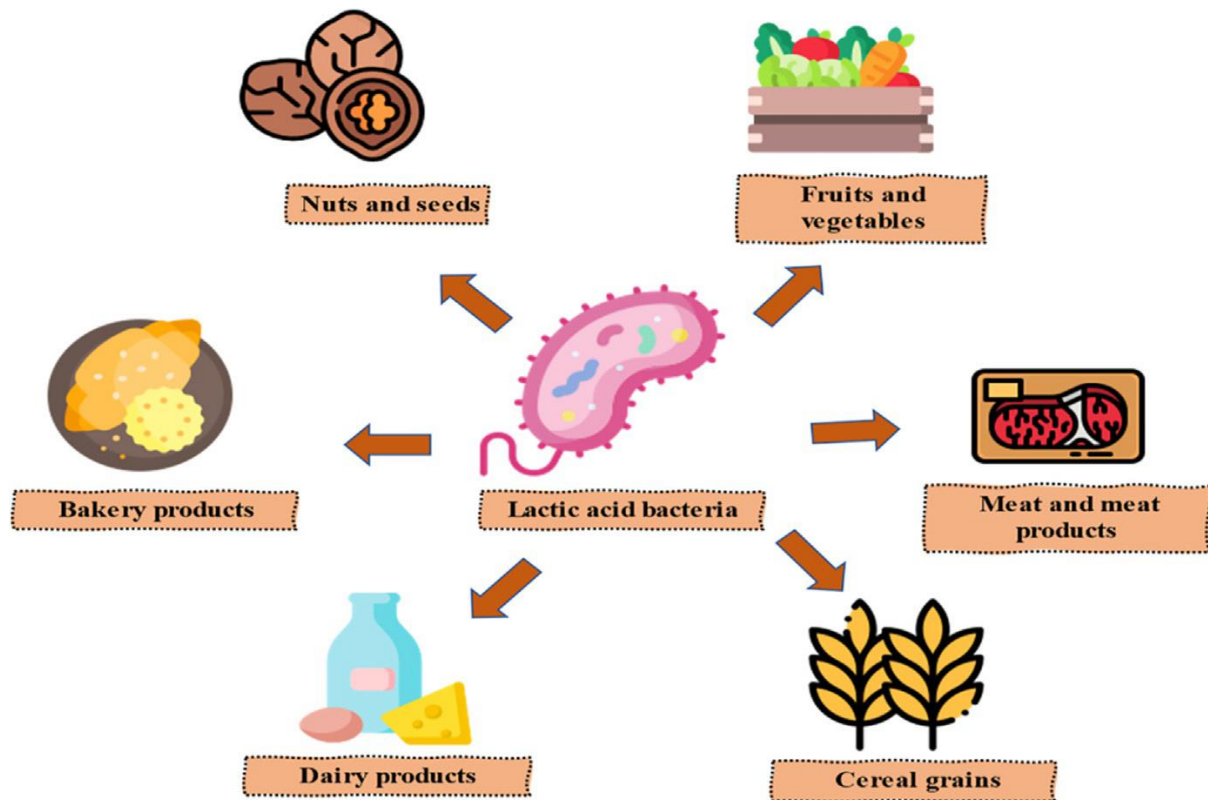 Nuts and seeds
Fruits and
vegetables
Bakery products
Lactic acid bacteria
Meat and meat
products
Dairy products
Cereal grains